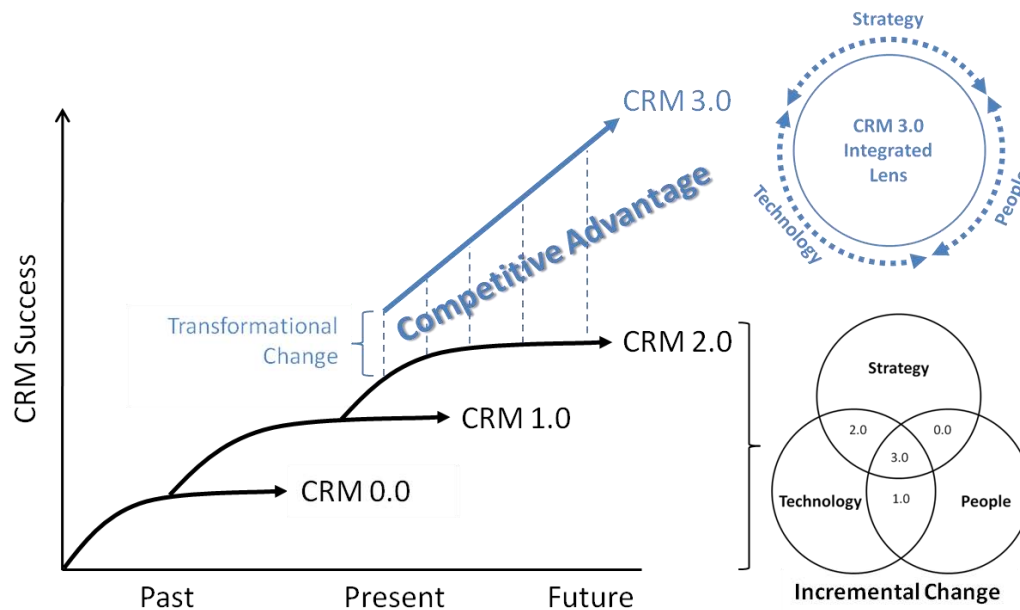 Strategy
CRM 3.0
Integrated
Lens
Technology
People
CRM 3.0
Competitive Advantage
Transformational
Change
CRM Success
CRM 2.0
CRM 1.0
CRM 0.0
Past
Present
Future
Strategy
2.0
0.0
3.0
Technology
1.0
People
Incremental Change